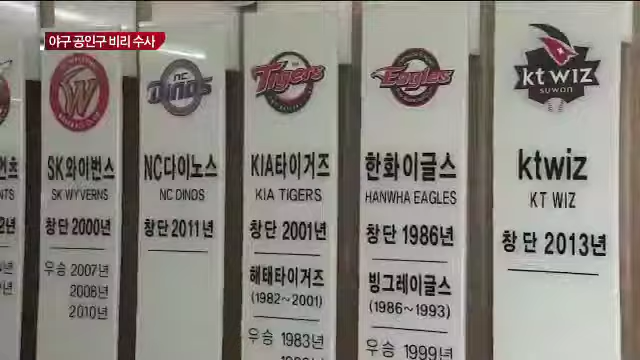 야구 공인구 비리 수사
W
SK와이번스
SK WYVERNS
창단 2000년
우승 2007년
2008년
2010년
NC
Dinos
NC다이노스
NC DINOS
창단 2011년
Tigers
KIA타이거즈
KIA TIGERS
창단 2001년
해태타이거즈
(1982~2001)
우승 1983년
Eagles
한화이글스
HANWHA EAGLES
창단 1986년
빙그레이글스
(1986~1993)
우승 1999년
kt wiz
suwon
ktwiz
KT WIZ
창단 2013년